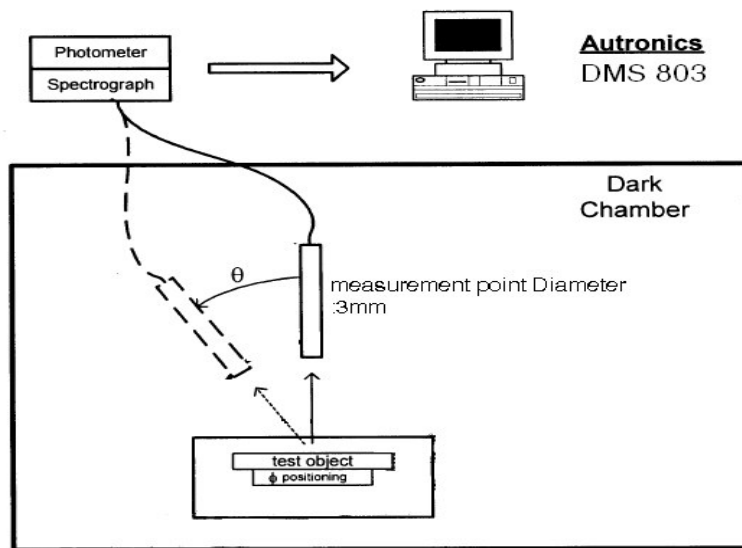 Photometer
Spectrograph
Autronics
DMS 803
Dark
Chamber
θ
measurement point Diameter
:3mm
test object
ϕ positioning